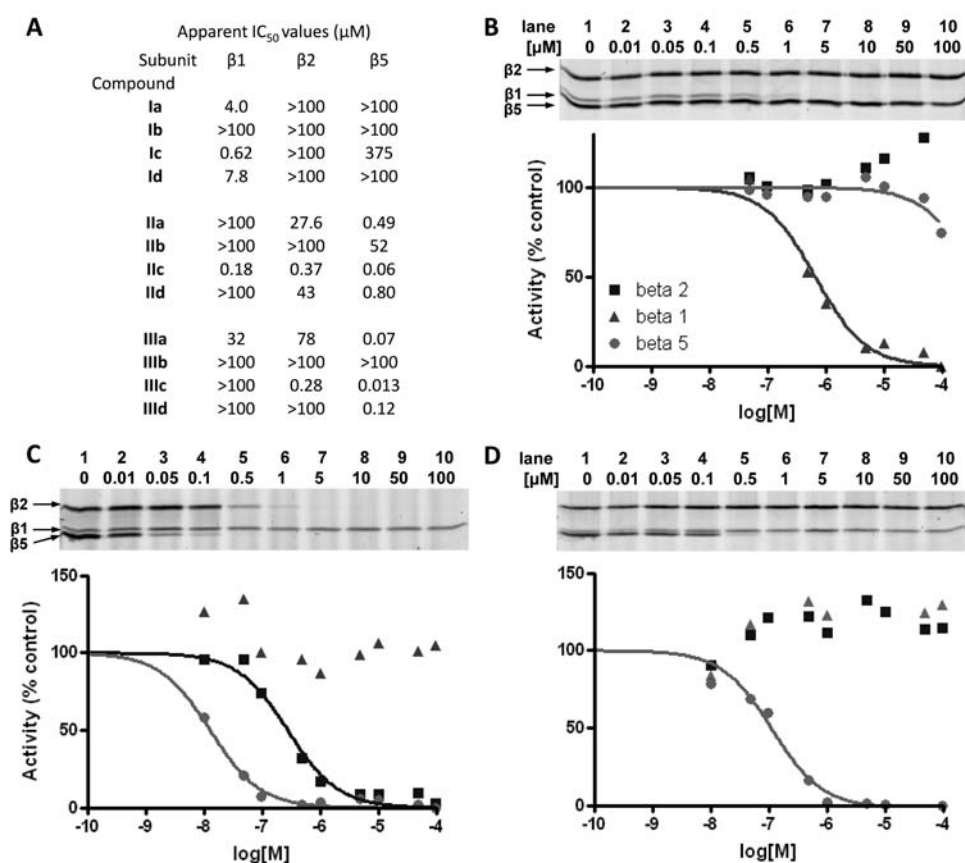 A
Apparent IC50 values (µM)
Subunit β1 β2 β5
Compound
Ia 4.0 >100 >100
Ib >100 >100 >100
Ic 0.62 >100 375
Id 7.8 >100 >100
IIa >100 27.6 0.49
IIb >100 >100 52
IIc 0.18 0.37 0.06
IId >100 43 0.80
IIIa 32 78 0.07
IIIb >100 >100 >100
IIIc >100 0.28 0.013
IIId >100 >100 0.12
B
lane 1 2 3 4 5 6 7 8 9 10
[µM] 0 0.01 0.05 0.1 0.5 1 5 10 50 100
β2
β1
β5
Activity (% control)
100
50
0
beta 2
beta 1
beta 5
-10 -9 -8 -7 -6 -5 -4
log[M]
C
1 2 3 4 5 6 7 8 9 10
0 0.01 0.05 0.1 0.5 1 5 10 50 100
β2
β1
β5
Activity (% control)
150
100
50
0
-10 -9 -8 -7 -6 -5 -4
log[M]
D
lane 1 2 3 4 5 6 7 8 9 10
[µM] 0 0.01 0.05 0.1 0.5 1 5 10 50 100
150
100
50
0
-10 -9 -8 -7 -6 -5 -4
log[M]